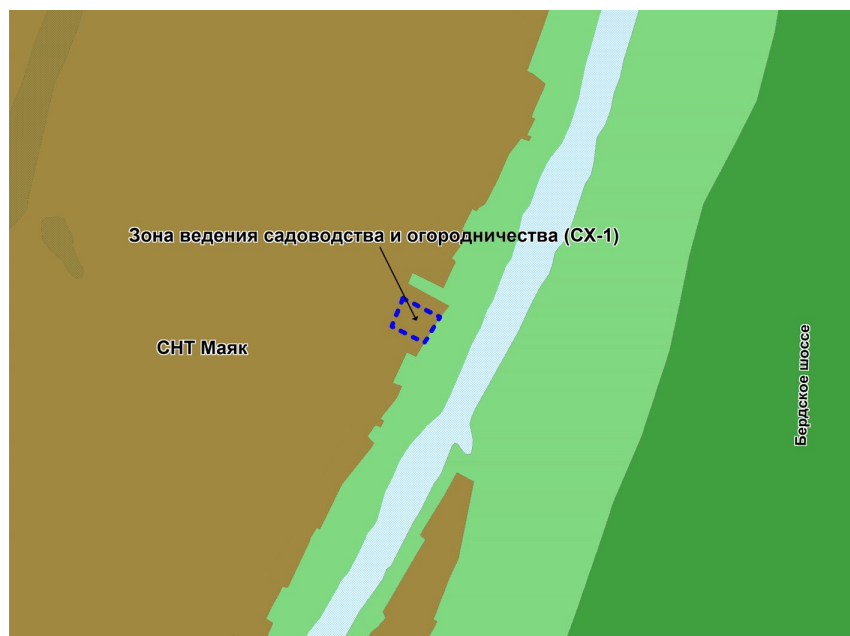 Зона ведения садоводства и огородничества (СХ-1)
СНТ Маяк
Бердское шоссе